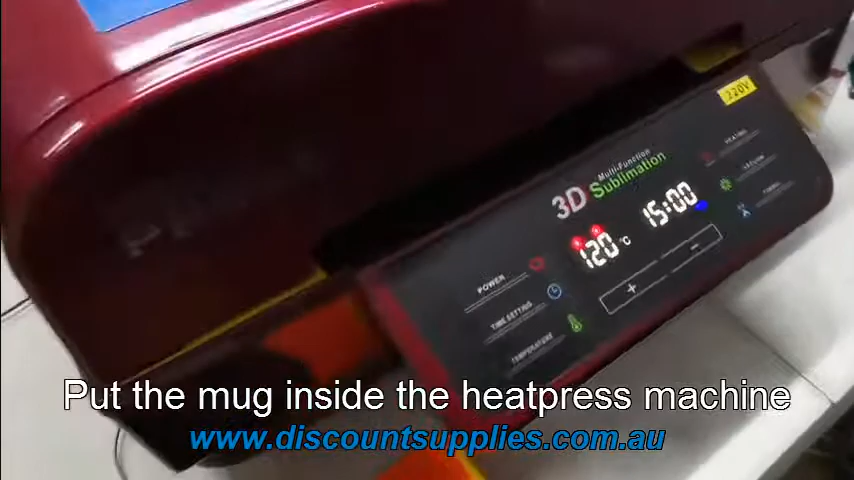 220V
3D Multi-Function
Sublimation
HEATING
VACUUM
120 °C
15:00
POWER
TIME SETTING
TEMPERATURE
+ -
Put the mug inside the heatpress machine
www.discountsupplies.com.au